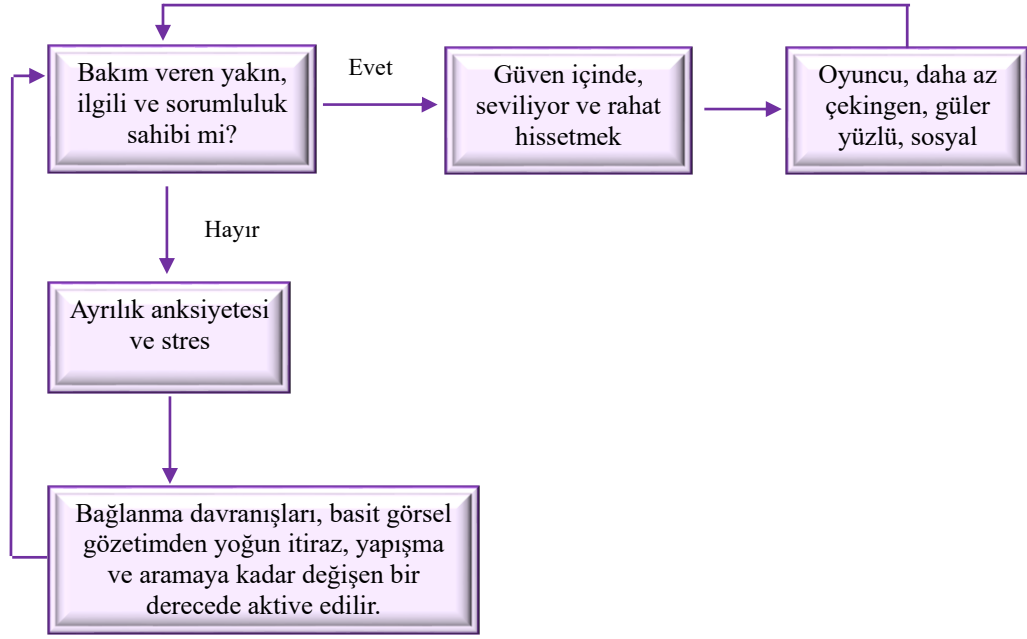 Bakım veren yakın,
ilgili ve sorumluluk
sahibi mi?
Evet
Güven içinde,
seviliyor ve rahat
hissetmek
Oyuncu, daha az
çekingen, güler
yüzlü, sosyal
Hayır
Ayrılık anksiyetesi
ve stres
Bağlanma davranışları, basit görsel
gözetimden yoğun itiraz, yapışma
ve aramaya kadar değişen bir
derecede aktive edilir.